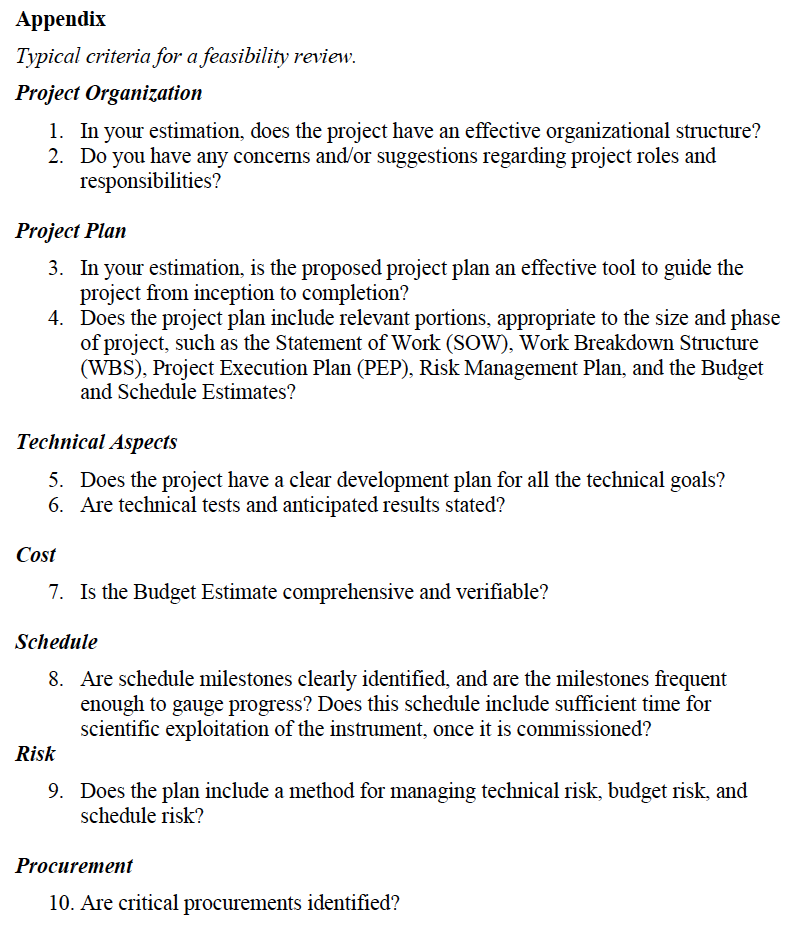 Appendix
Typical criteria for a feasibility review.
Project Organization
1. In your estimation, does the project have an effective organizational structure?
2. Do you have any concerns and/or suggestions regarding project roles and
responsibilities?
Project Plan
3. In your estimation, is the proposed project plan an effective tool to guide the
project from inception to completion?
4. Does the project plan include relevant portions, appropriate to the size and phase
of project, such as the Statement of Work (SOW), Work Breakdown Structure
(WBS), Project Execution Plan (PEP), Risk Management Plan, and the Budget
and Schedule Estimates?
Technical Aspects
5. Does the project have a clear development plan for all the technical goals?
6. Are technical tests and anticipated results stated?
Cost
7. Is the Budget Estimate comprehensive and verifiable?
Schedule
8. Are schedule milestones clearly identified, and are the milestones frequent
enough to gauge progress? Does this schedule include sufficient time for
scientific exploitation of the instrument, once it is commissioned?
Risk
9. Does the plan include a method for managing technical risk, budget risk, and
schedule risk?
Procurement
10. Are critical procurements identified?